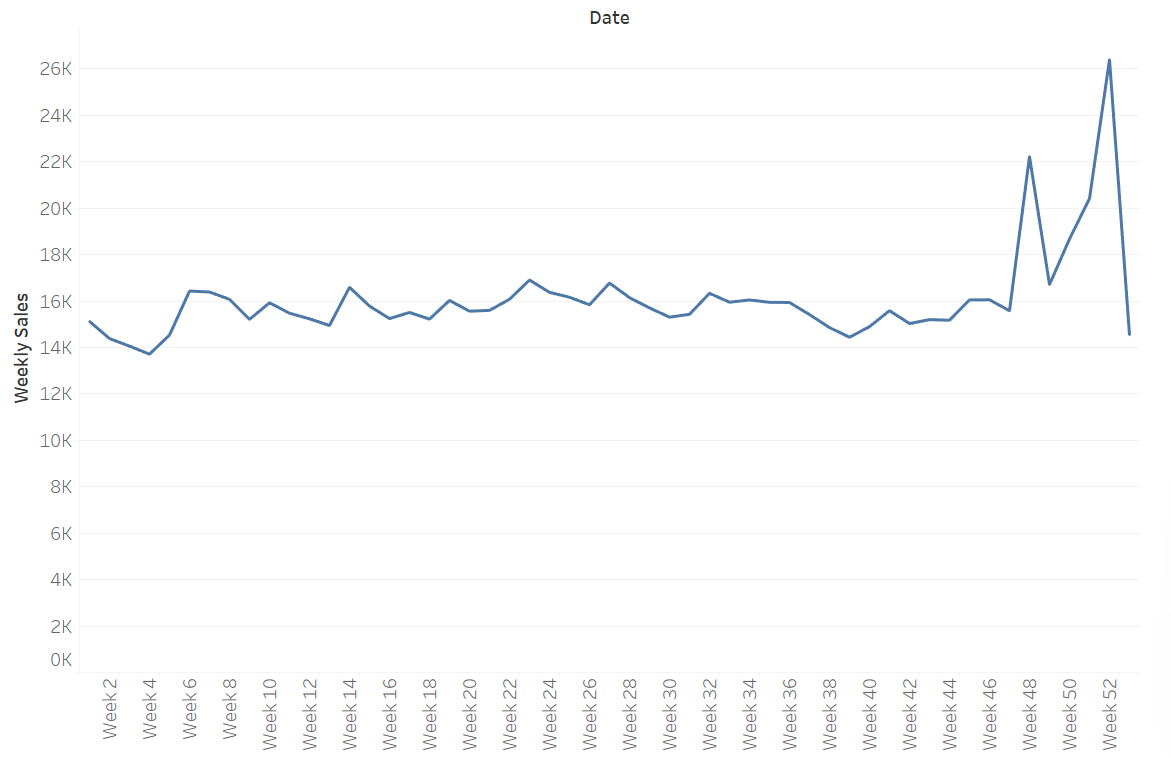 Date
Weekly Sales
26K
24K
22K
20K
18K
16K
14K
12K
10K
8K
6K
4K
2K
0K
Week 2
Week 4
Week 6
Week 8
Week 10
Week 12
Week 14
Week 16
Week 18
Week 20
Week 22
Week 24
Week 26
Week 28
Week 30
Week 32
Week 34
Week 36
Week 38
Week 40
Week 42
Week 44
Week 46
Week 48
Week 50
Week 52